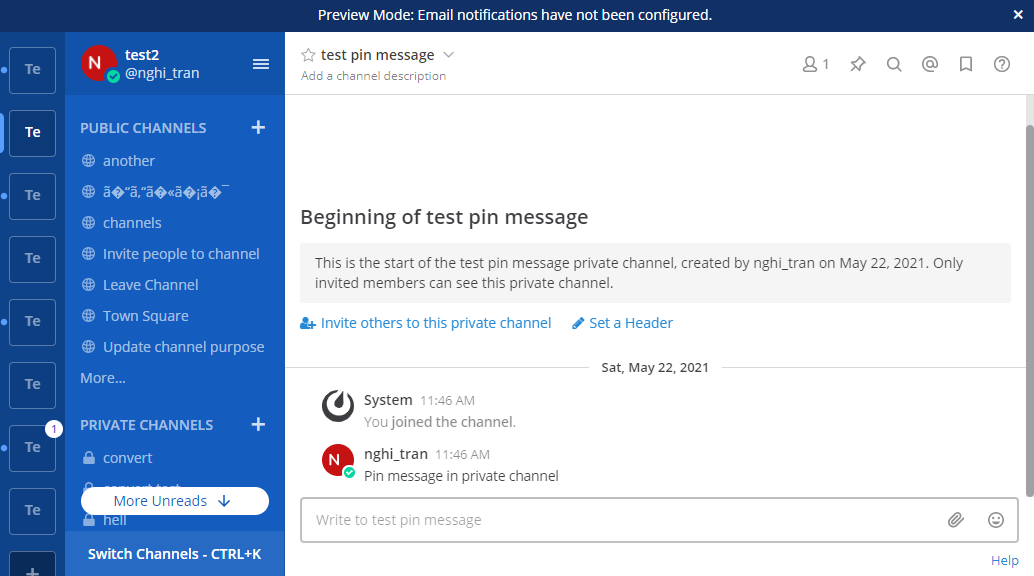 Preview Mode: Email notifications have not been configured.
Te
Te
Te
Te
Te
Te
1
Te
Te
test2
@nghi_tran
PUBLIC CHANNELS
another
channels
Invite people to channel
Leave Channel
Town Square
Update channel purpose
More...
PRIVATE CHANNELS
convert
More Unreads
hell
Switch Channels - CTRL+K
test pin message
Add a channel description
1
Beginning of test pin message
This is the start of the test pin message private channel, created by nghi_tran on May 22, 2021. Only
invited members can see this private channel.
Invite others to this private channel Set a Header
Sat, May 22, 2021
System 11:46 AM
You joined the channel.
N
nghi_tran 11:46 AM
Pin message in private channel
Write to test pin message
Help